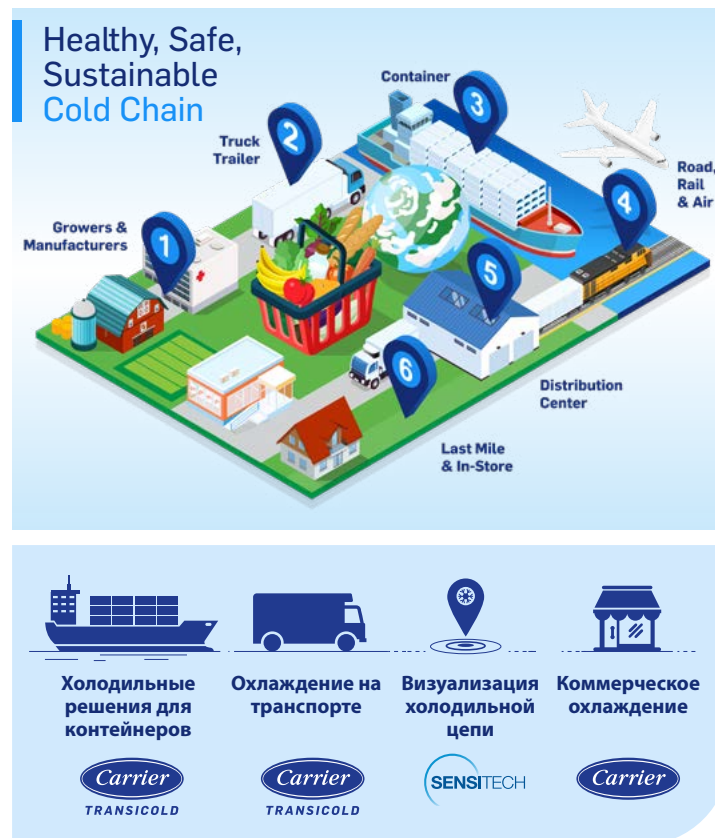 Healthy, Safe,
Sustainable
Cold Chain
Container
3
2
Truck
Trailer
Road,
Rail
& Air
4
Growers &
Manufacturers
1
5
6
Distribution
Center
Last Mile
& In-Store
Холодильные
решения для
контейнеров
Carrier
TRANSICOLD
Охлаждение на
транспорте
Carrier
TRANSICOLD
Визуализация
холодильной
цепи
SENSITECH
Коммерческое
охлаждение
Carrier